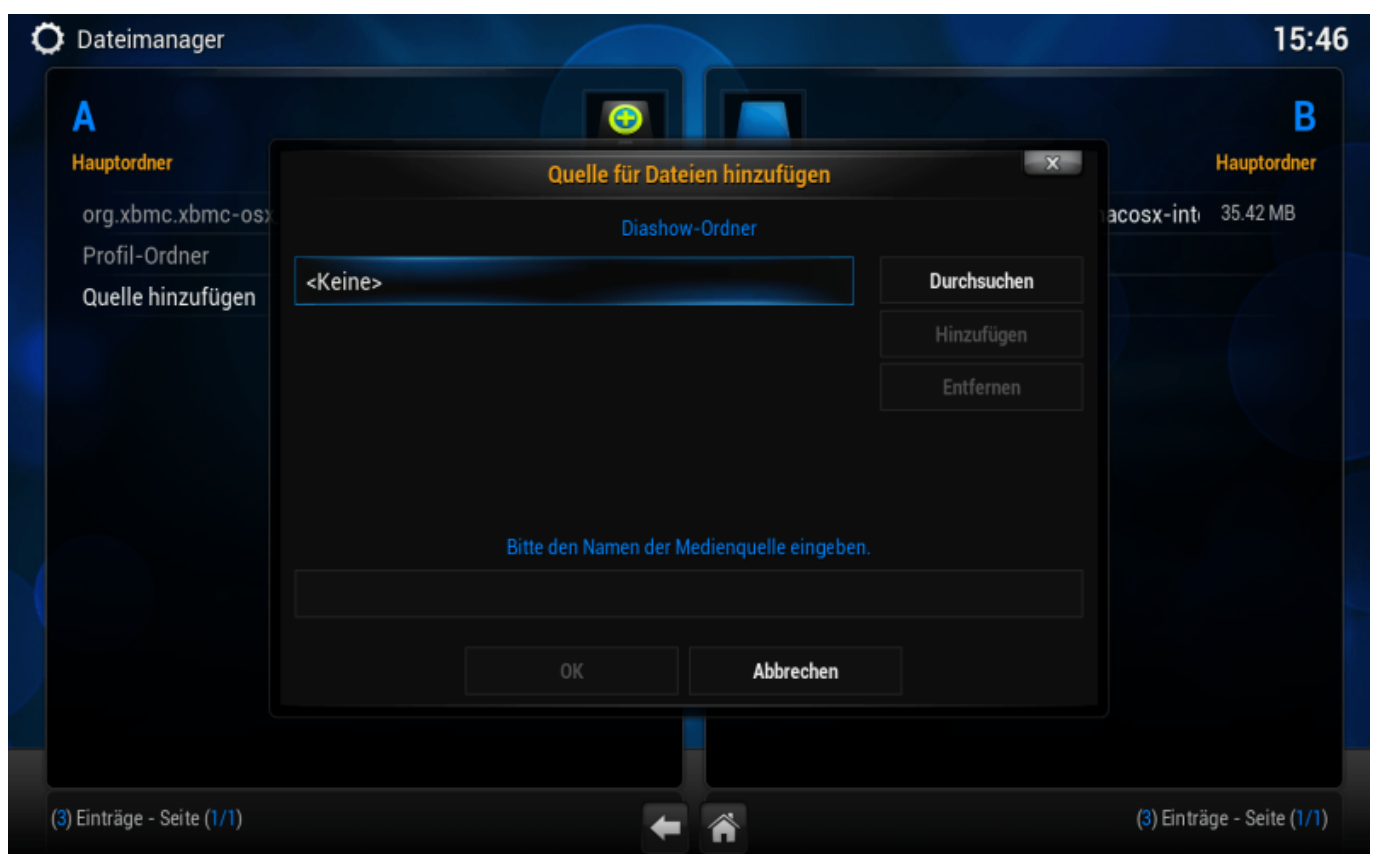 Dateimanager
15:46
A
B
Hauptordner
Hauptordner
Quelle für Dateien hinzufügen
x
org.xbmc.xbmc-osx
acosx-int
35.42 MB
Diashow-Ordner
Profil-Ordner
Quelle hinzufügen
<Keine>
Durchsuchen
Hinzufügen
Entfernen
Bitte den Namen der Medienquelle eingeben.
OK
Abbrechen
(3) Einträge - Seite (1/1)
(3) Einträge - Seite (1/1)